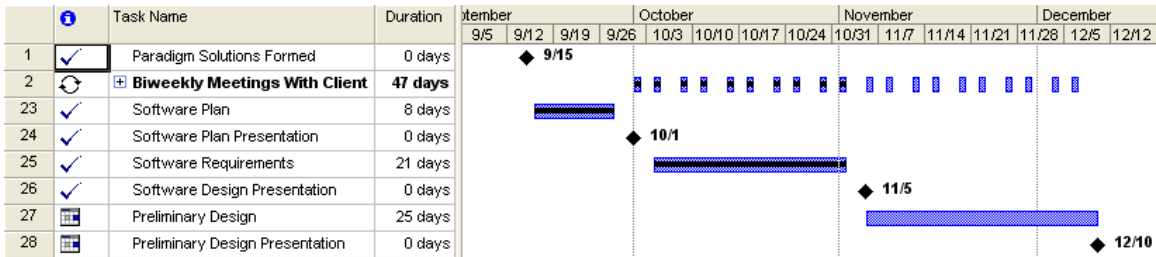 Task Name Duration tember October November December
9/5 9/12 9/19 9/26 10/3 10/10 10/17 10/24 10/31 11/7 11/14 11/21 11/28 12/5 12/12
1 Paradigm Solutions Formed 0 days 9/15
2 Biweekly Meetings With Client 47 days
23 Software Plan 8 days
24 Software Plan Presentation 0 days 10/1
25 Software Requirements 21 days
26 Software Design Presentation 0 days 11/5
27 Preliminary Design 25 days
28 Preliminary Design Presentation 0 days 12/10